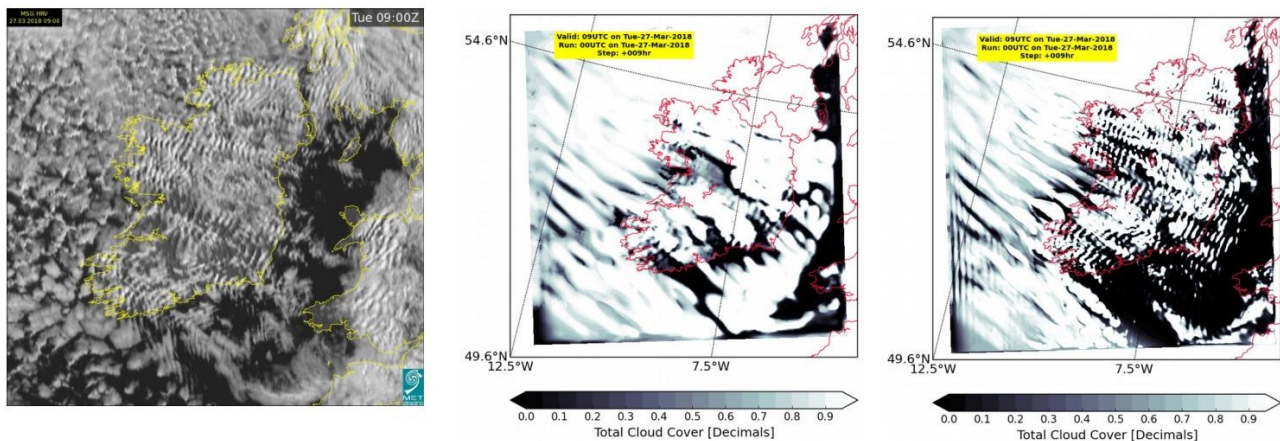 MSG HRV
27.03.2018 09:00
Tue 09:00Z
MET
54.6°N
Valid: 09UTC on Tue-27-Mar-2018
Run: 00UTC on Tue-27-Mar-2018
Step: +009hr
49.6°N
12.5°W
7.5°W
0.0 0.1 0.2 0.3 0.4 0.5 0.6 0.7 0.8 0.9
Total Cloud Cover [Decimals]
54.6°N
Valid: 09UTC on Tue-27-Mar-2018
Run: 00UTC on Tue-27-Mar-2018
Step: +009hr
49.6°N
12.5°W
7.5°W
0.0 0.1 0.2 0.3 0.4 0.5 0.6 0.7 0.8 0.9
Total Cloud Cover [Decimals]